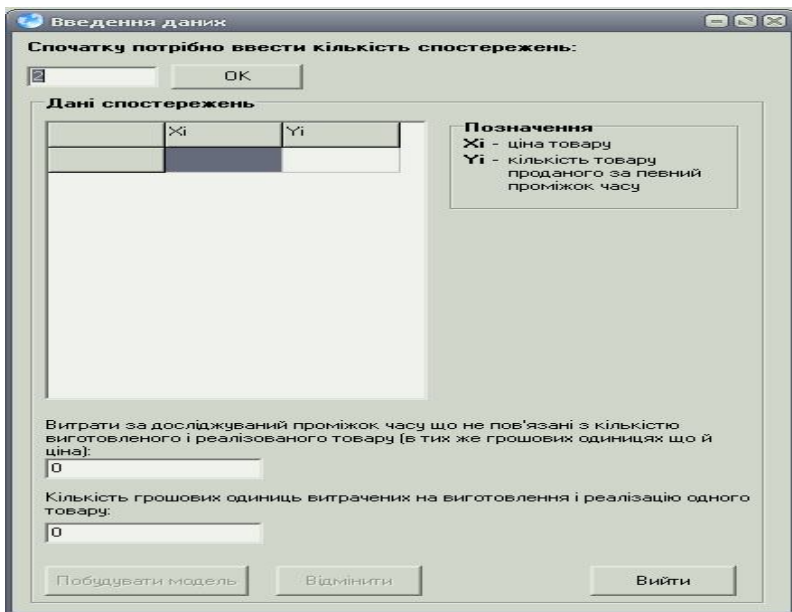 Введення даних
Спочатку потрібно ввести кількість спостережень:
2
OK
Дані спостережень
Xi Yi
Позначення
Xi - ціна товару
Yi - кількість товару
проданого за певний
проміжок часу
Витрати за досліджуваний проміжок часу що не пов'язані з кількістю
виготовленого і реалізованого товару (в тих же грошових одиницях що й
ціна):
0
Кількість грошових одиниць витрачених на виготовлення і реалізацію одного
товару:
0
Побудувати модель
Відмінити
Вийти